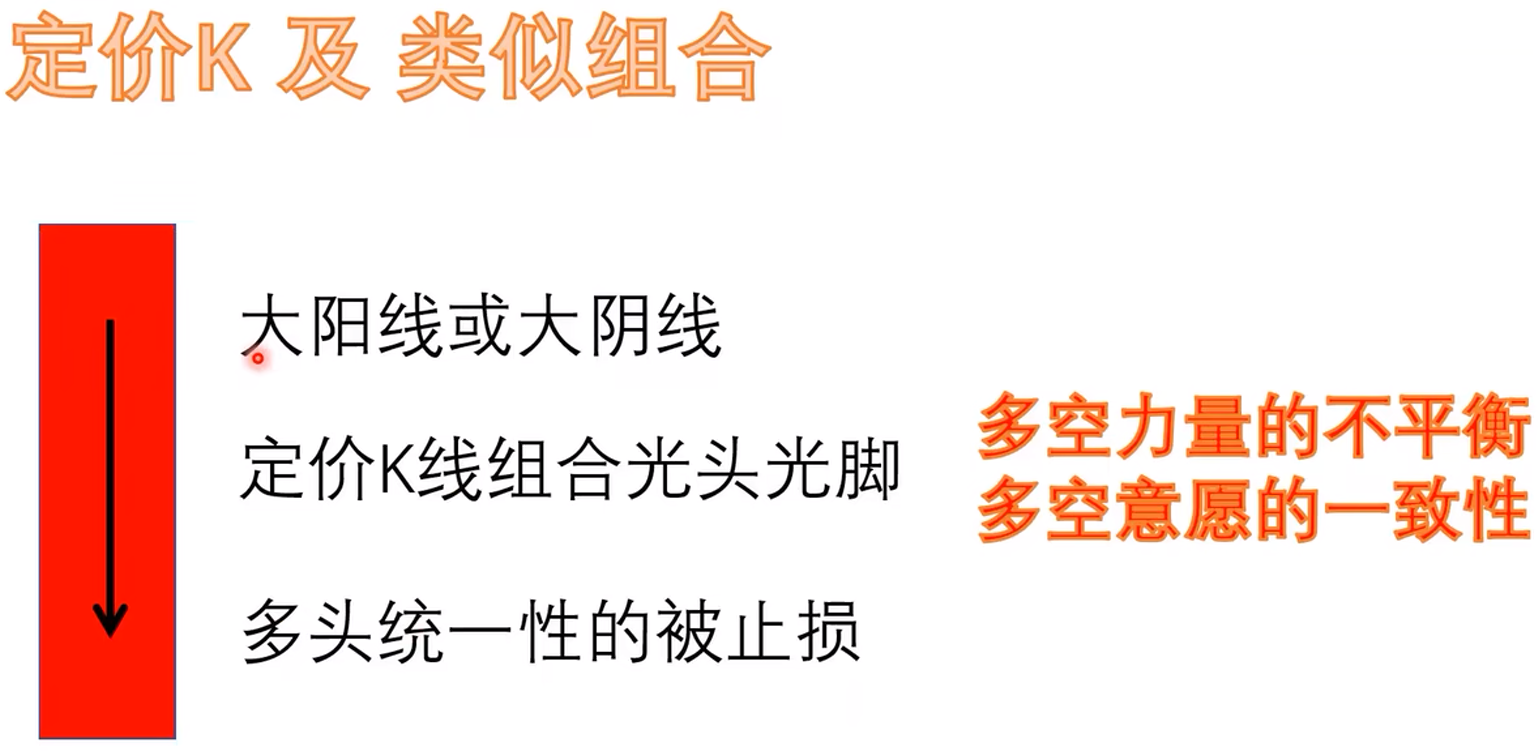 定价K 及 类似组合
大阳线或大阴线
定价K线组合光头光脚
多头统一性的被止损
多空力量的不平衡
多空意愿的一致性